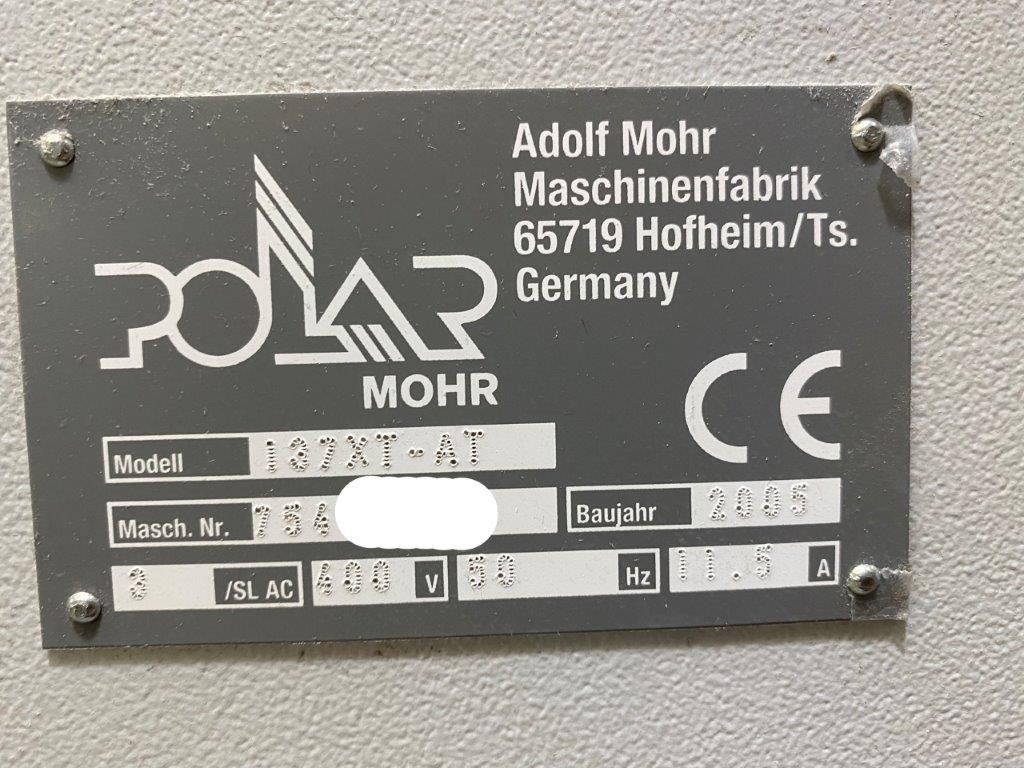 POLAR
MOHR
Adolf Mohr
Maschinenfabrik
65719 Hofheim/Ts.
Germany
CE
Modell 137XT-AT
Masch. Nr. 754
Baujahr 2005
3 /SL AC 400 V 50 Hz 11.5 A